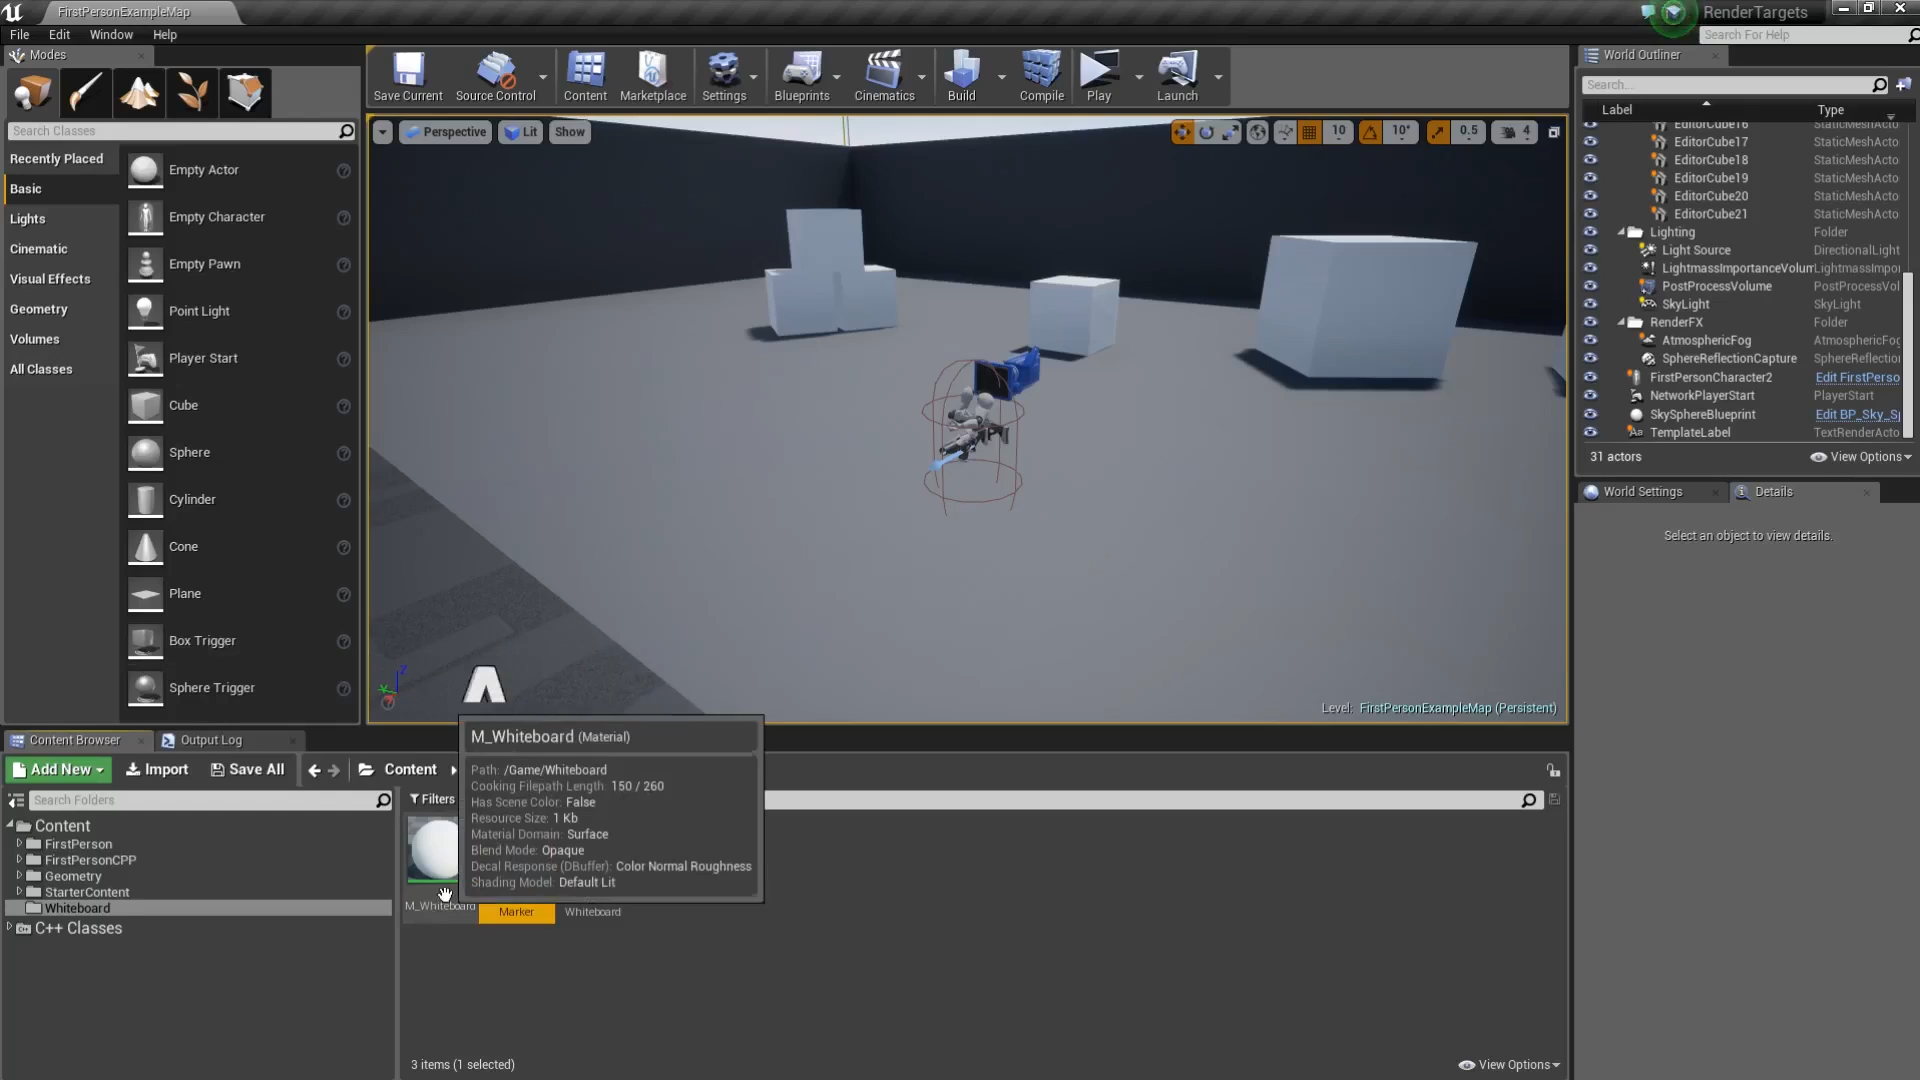 FirstPersonExampleMap
RenderTargets
File Edit Window Help
Search For Help
Modes
Search Classes
Recently Placed
Basic
Lights
Cinematic
Visual Effects
Geometry
Volumes
All Classes
Empty Actor
Empty Character
Empty Pawn
Point Light
Player Start
Cube
Sphere
Cylinder
Cone
Plane
Box Trigger
Sphere Trigger
Save Current
Source Control
Content
Marketplace
Settings
Blueprints
Cinematics
Build
Compile
Play
Launch
Perspective
Lit
Show
10
10°
0.5
4
Level: FirstPersonExampleMap (Persistent)
World Outliner
Search...
Label Type
EditorCube16 StaticMeshActo
EditorCube17 StaticMeshActo
EditorCube18 StaticMeshActo
EditorCube19 StaticMeshActo
EditorCube20 StaticMeshActo
EditorCube21 StaticMeshActo
Lighting Folder
Light Source DirectionalLight
LightmassImportanceVolum LightmassImpor
PostProcessVolume PostProcessVol
SkyLight SkyLight
RenderFX Folder
AtmosphericFog AtmosphericFog
SphereReflectionCapture SphereReflection
FirstPersonCharacter2 Edit FirstPerso
NetworkPlayerStart PlayerStart
SkySphereBlueprint Edit BP_Sky_Sp
TemplateLabel TextRenderActo
31 actors
View Options
World Settings
Details
Select an object to view details.
Content Browser
Output Log
Add New
Import
Save All
Content
Search Folders
Filters
Content
FirstPerson
FirstPersonCPP
Geometry
StarterContent
Whiteboard
C++ Classes
M_Whiteboard (Material)
Path: /Game/Whiteboard
Cooking Filepath Length 150 / 260
Has Scene Color: False
Resource Size: 1 Kb
Material Domain: Surface
Blend Mode: Opaque
Decal Response (DBuffer): Color Normal Roughness
Shading Model: Default Lit
M_Whiteboard
Marker
Whiteboard
3 items (1 selected)
View Options